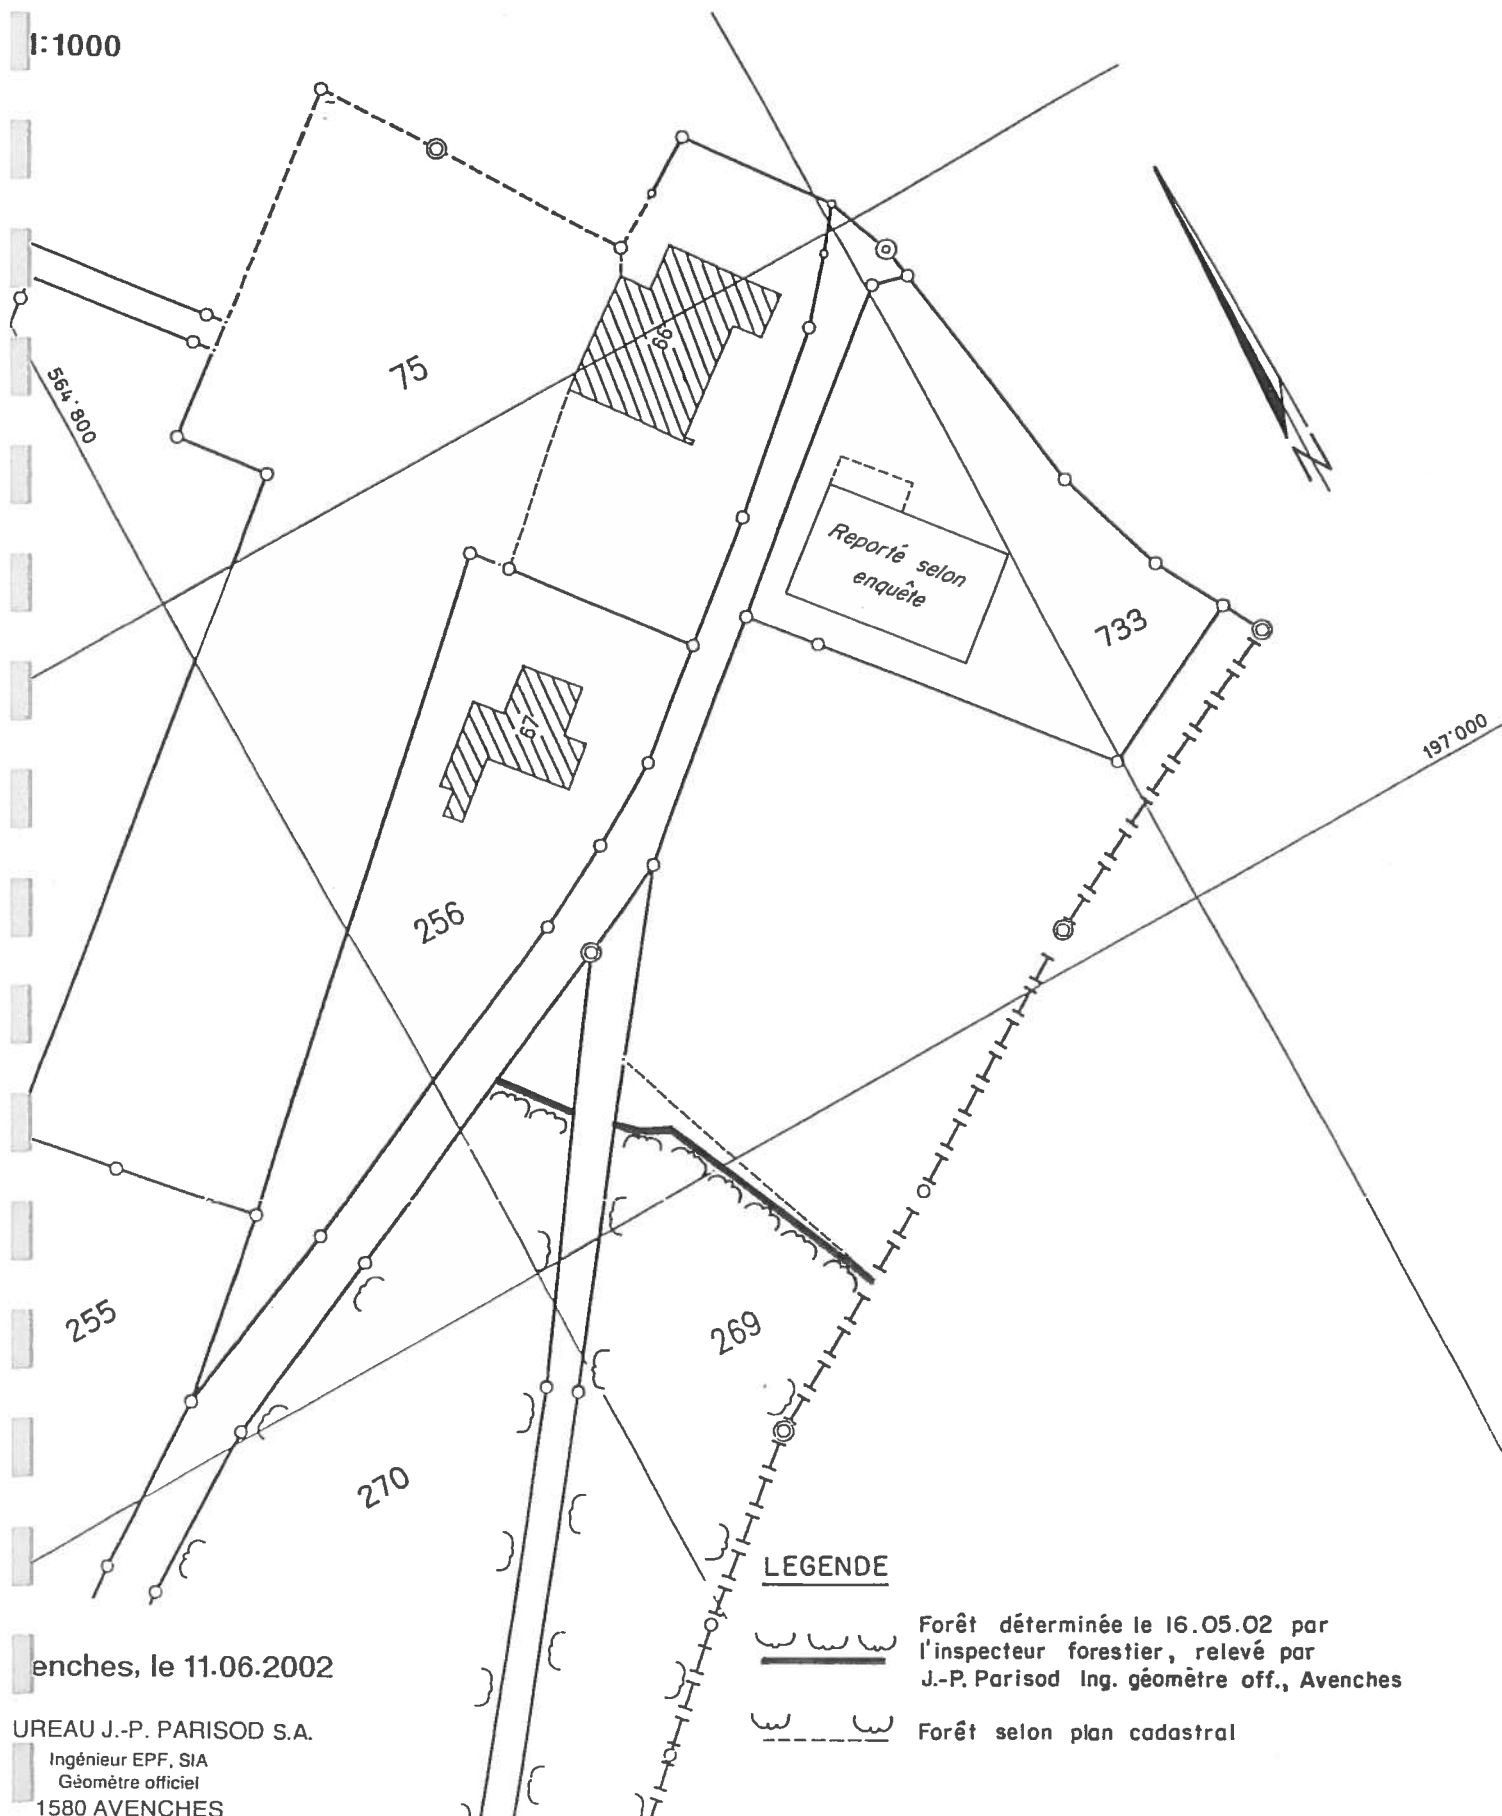 1:1000
75
66
564'800
Reporté selon
enquête
733
67
197'000
256
255
269
270
LEGENDE
Forêt déterminée le 16.05.02 par
l'inspecteur forestier, relevé par
J.-P. Parisod Ing. géomètre off., Avenches
Forêt selon plan cadastral
enches, le 11.06.2002
UREAU J.-P. PARISOD S.A.
Ingénieur EPF, SIA
Géomètre officiel
1580 AVENCHES